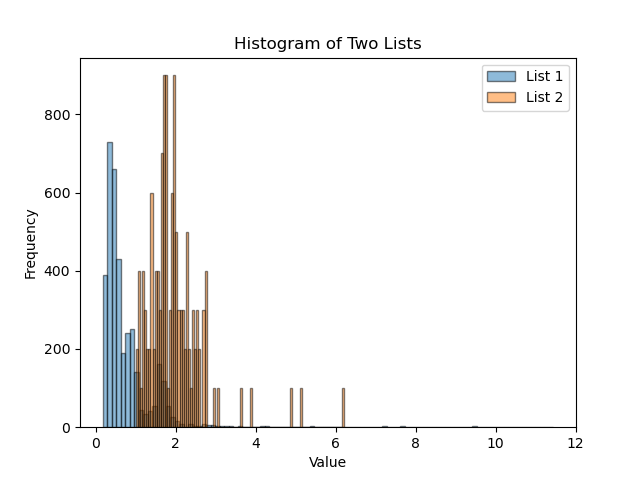 Histogram of Two Lists
List 1
List 2
Frequency
800
600
400
200
0
0 2 4 6 8 10 12
Value